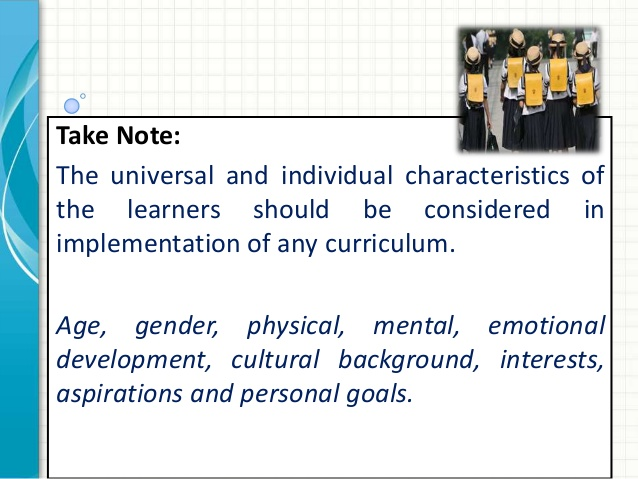 Take Note:
The universal and individual characteristics of
the learners should be considered in
implementation of any curriculum.
Age, gender, physical, mental, emotional
development, cultural background, interests,
aspirations and personal goals.